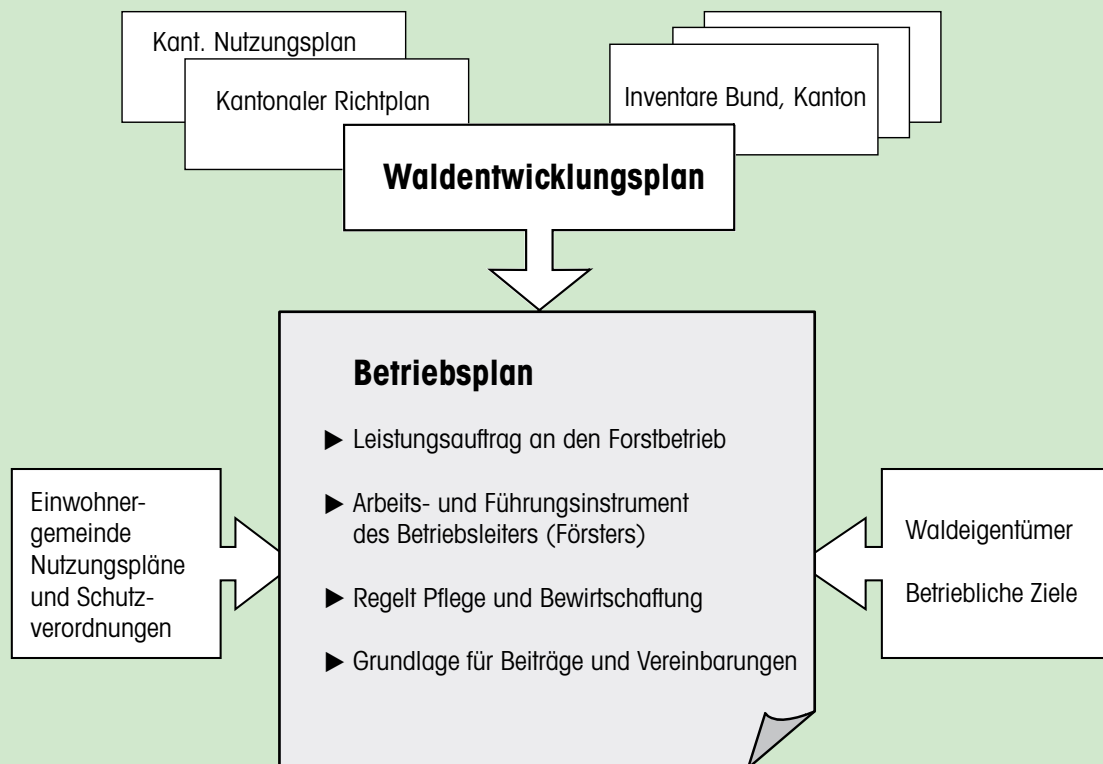 Kant. Nutzungsplan
Kantonaler Richtplan
Inventare Bund, Kanton
Waldentwicklungsplan
Betriebsplan
▶ Leistungsauftrag an den Forstbetrieb
▶ Arbeits- und Führungsinstrument
des Betriebsleiters (Försters)
▶ Regelt Pflege und Bewirtschaftung
▶ Grundlage für Beiträge und Vereinbarungen
Einwohner-
gemeinde
Nutzungspläne
und Schutz-
verordnungen
Waldeigentümer
Betriebliche Ziele